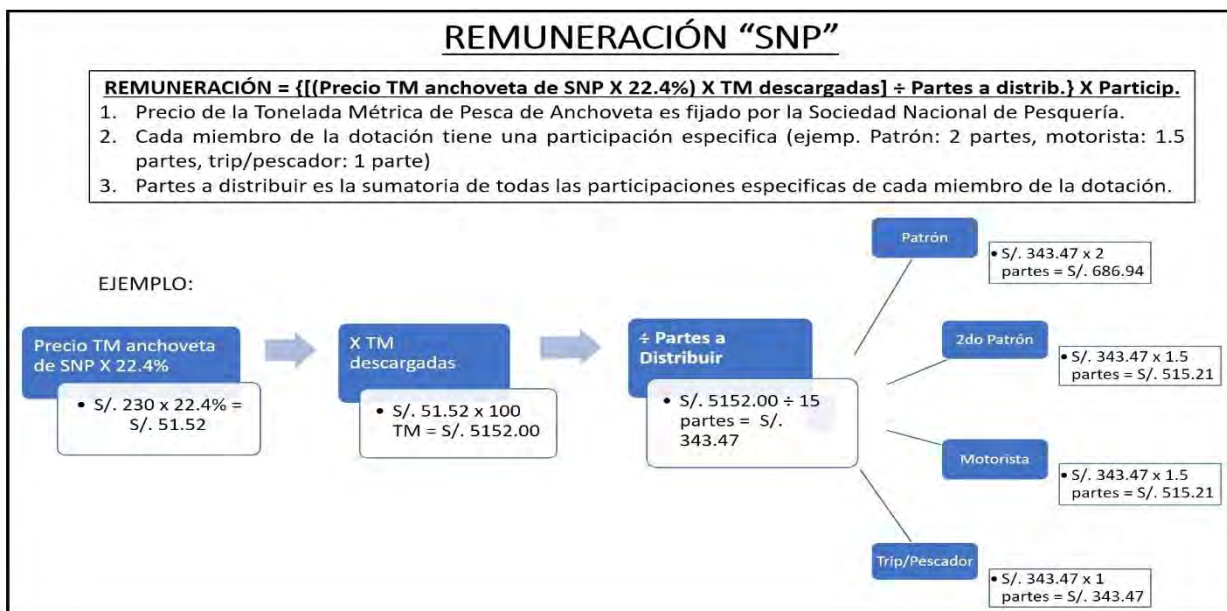 REMUNERACIÓN “SNP”
REMUNERACIÓN = {[(Precio TM anchoveta de SNP X 22.4%) X TM descargadas] ÷ Partes a distrib.} X Particip.
1. Precio de la Tonelada Métrica de Pesca de Anchoveta es fijado por la Sociedad Nacional de Pesquería.
2. Cada miembro de la dotación tiene una participación especifica (ejemp. Patrón: 2 partes, motorista: 1.5
partes, trip/pescador: 1 parte)
3. Partes a distribuir es la sumatoria de todas las participaciones especificas de cada miembro de la dotación.
EJEMPLO:
Precio TM anchoveta
de SNP X 22.4%
• S/. 230 x 22.4% =
S/. 51.52
X TM
descargadas
• S/. 51.52 x 100
TM = S/. 5152.00
÷ Partes a
Distribuir
• S/. 5152.00 ÷ 15
partes = S/.
343.47
Patrón
• S/. 343.47 x 2
partes = S/. 686.94
2do Patrón
• S/. 343.47 x 1.5
partes = S/. 515.21
Motorista
• S/. 343.47 x 1.5
partes = S/. 515.21
Trip/Pescador
• S/. 343.47 x 1
partes = S/. 343.47